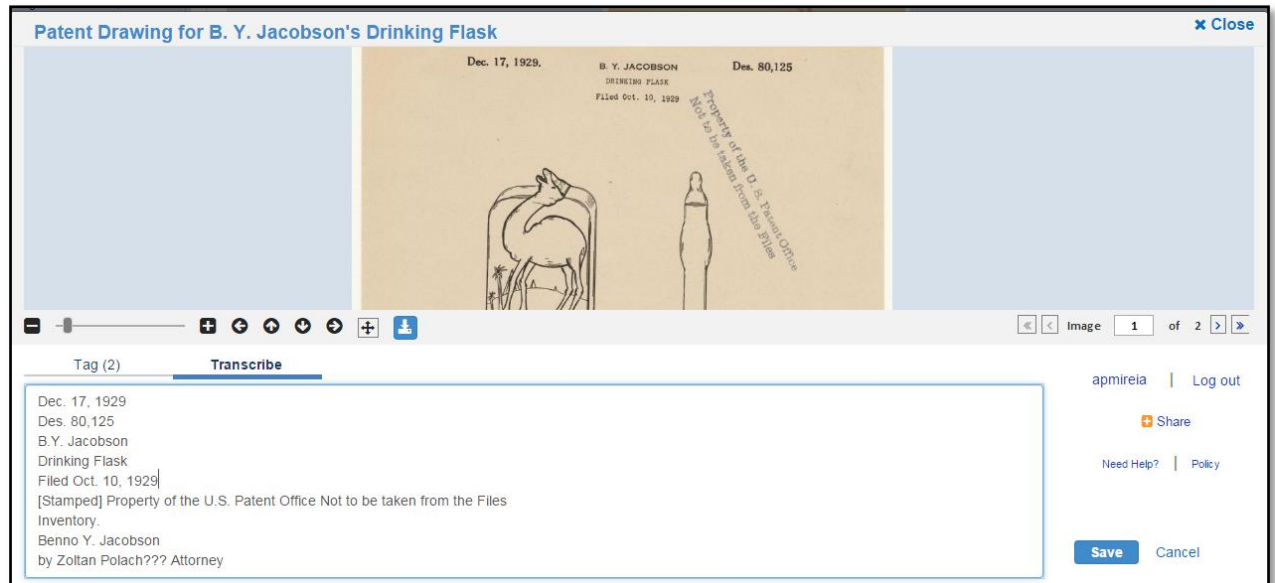 Patent Drawing for B. Y. Jacobson's Drinking Flask
✖ Close
Dec. 17, 1929.
B. Y. JACOBSON
Des. 80,125
DRINKING FLASK
Filed Oct. 10, 1929
Property of the U. S. Patent Office
Not to be taken from the Files
« < Image 1 of 2 > »
Tag (2)
Transcribe
Dec. 17, 1929
Des. 80,125
B.Y. Jacobson
Drinking Flask
Filed Oct. 10, 1929
[Stamped] Property of the U.S. Patent Office Not to be taken from the Files
Inventory.
Benno Y. Jacobson
by Zoltan Polach??? Attorney
apmireia | Log out
Share
Need Help? | Policy
Save Cancel